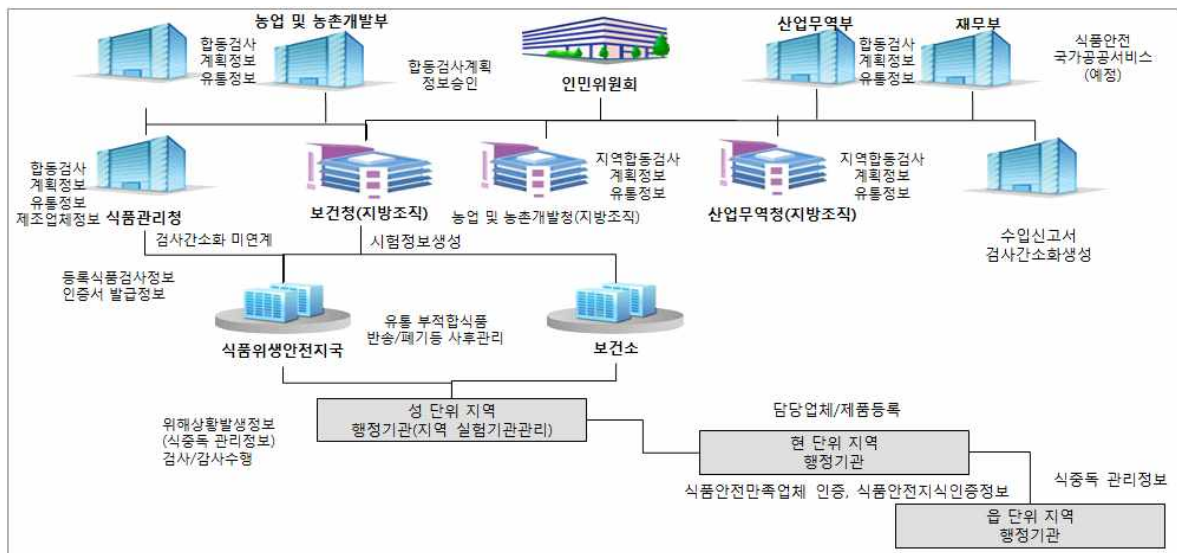 농업 및 농촌개발부
산업무역부
재무부
합동검사
계획정보
유통정보
합동검사계획
정보승인
인민위원회
합동검사
계획정보
유통정보
식품안전
국가공공서비스
(예정)
합동검사
계획정보
유통정보
제조업체정보
식품관리청
보건청(지방조직)
지역합동검사
계획정보
유통정보
농업 및 농촌개발청(지방조직)
산업무역청(지방조직)
지역합동검사
계획정보
유통정보
수입신고서
검사간소화생성
검사간소화 미연계
시험정보생성
등록식품검사정보
인증서 발급정보
식품위생안전지국
유통 부적합식품
반송/폐기등 사후관리
보건소
위해상황발생정보
(식중독 관리정보)
검사/감사수행
성 단위 지역
행정기관(지역 실험기관관리)
담당업체/제품등록
현 단위 지역
행정기관
식품안전만족업체 인증, 식품안전지식인증정보
식중독 관리정보
읍 단위 지역
행정기관